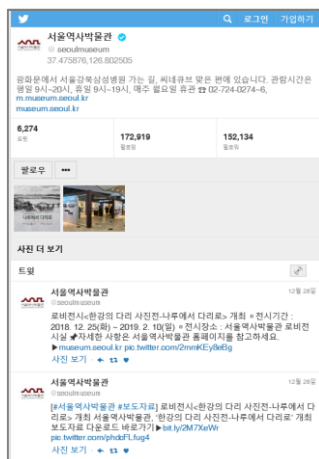 로그인 가입하기
서울역사박물관
@seoulmuseum
37.475876,126.802505
광화문에서 서울강북삼성병원 가는 길, 씨네큐브 맞은 편에 있습니다. 관람시간은
평일 9시~20시, 휴일 9시~19시, 매주 월요일 휴관 ☎ 02-724-0274~6,
m.museum.seoul.kr
museum.seoul.kr
6,274 172,919 152,134
트윗 팔로잉 팔로워
팔로우 •••
나루에서 다리로
사진 더 보기
트윗
서울역사박물관 12월 28일
@seoulmuseum
로비전시<한강의 다리 사진전-나루에서 다리로> 개최 ▫전시기간 :
2018. 12. 25(화) ~ 2019. 2. 10(일) ▫전시장소 : 서울역사박물관 로비전
시실 📌자세한 사항은 서울역사박물관 홈페이지를 참고하세요.
▶museum.seoul.kr pic.twitter.com/2mnKEy8eBg
사진 보기
서울역사박물관 12월 28일
@seoulmuseum
[#서울역사박물관 #보도자료] 로비전시<한강의 다리 사진전-나루에서 다
리로> 개최 서울역사박물관, '한강의 다리 사진전-나루에서 다리로' 개최
보도자료 다운로드 바로가기▶bit.ly/2M7XeWr
pic.twitter.com/phdoFLfug4
사진 보기